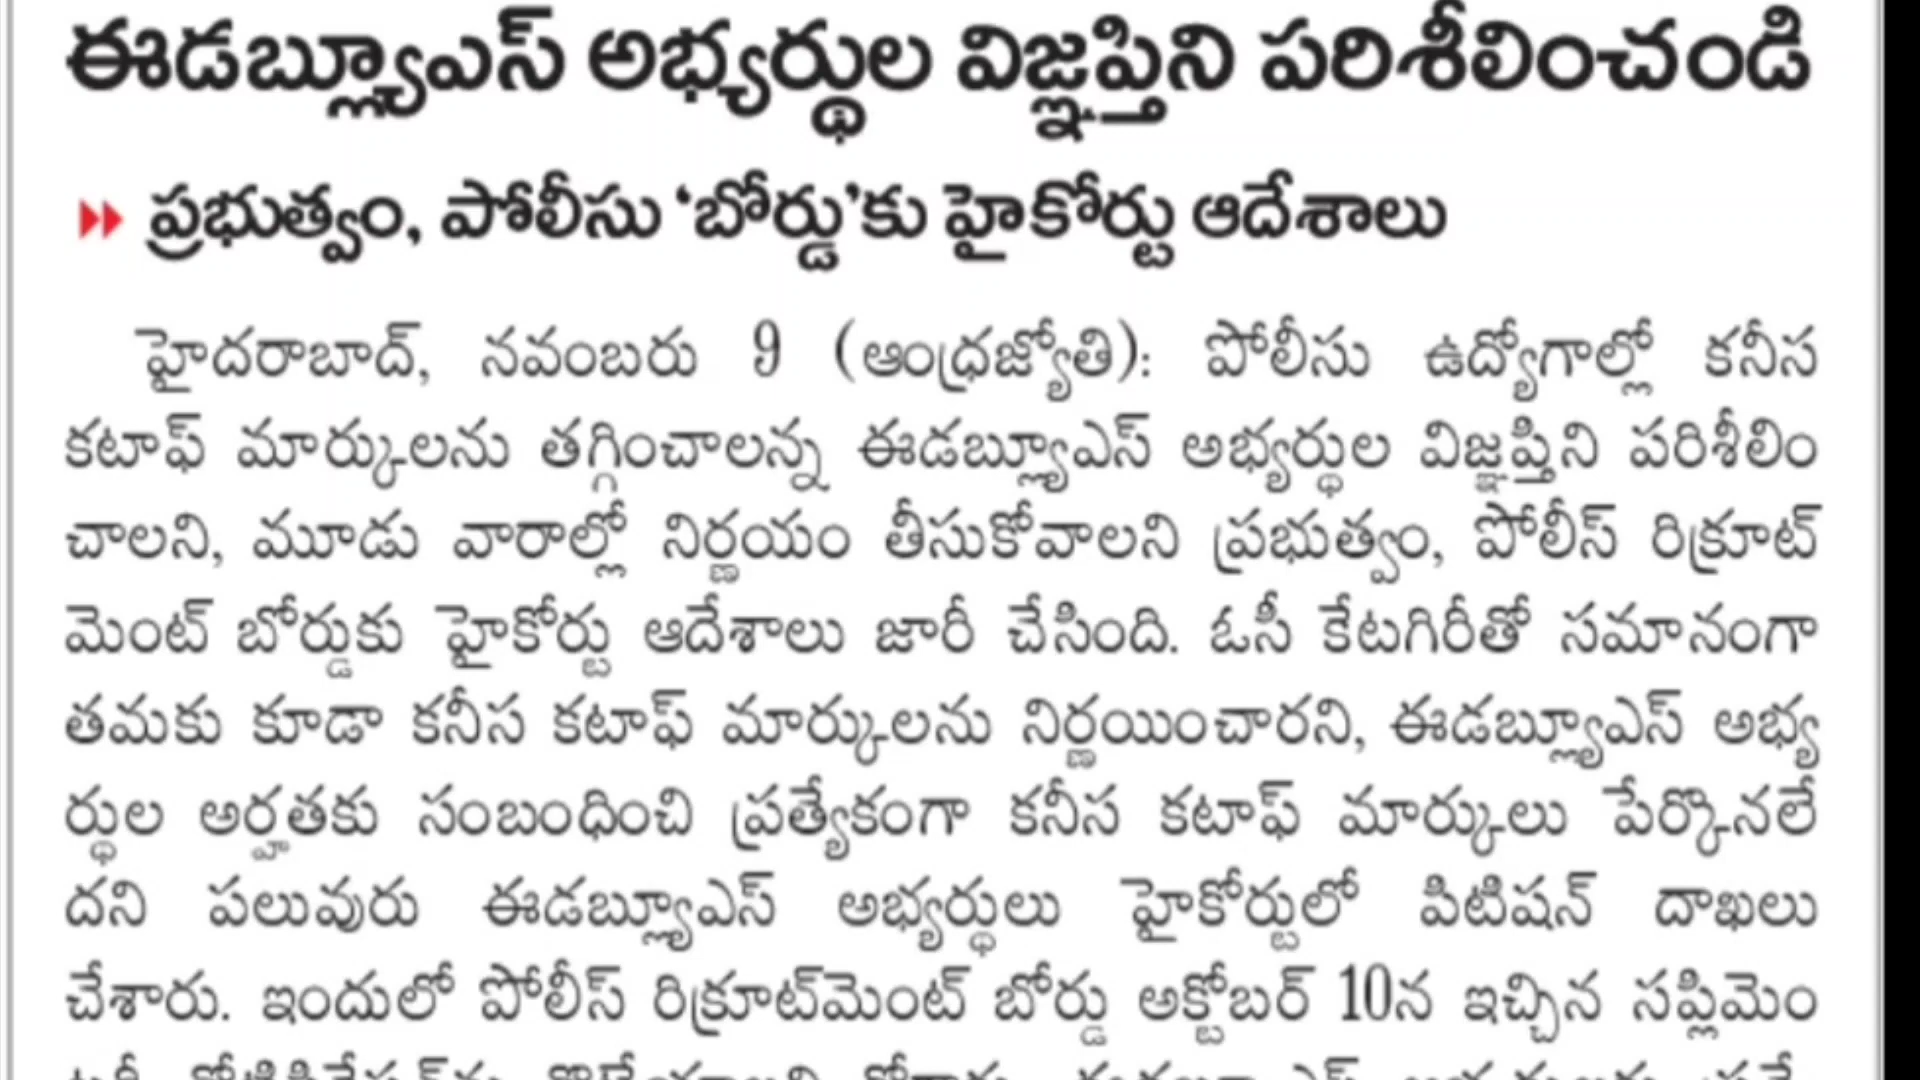 ఈడబ్ల్యూఎస్ అభ్యర్థుల విజ్ఞప్తిని పరిశీలించండి
ప్రభుత్వం, పోలీసు ‘బోర్డు’కు హైకోర్టు ఆదేశాలు
హైదరాబాద్, నవంబరు 9 (ఆంధ్రజ్యోతి): పోలీసు ఉద్యోగాల్లో కనీస
కటాఫ్ మార్కులను తగ్గించాలన్న ఈడబ్ల్యూఎస్ అభ్యర్థుల విజ్ఞప్తిని పరిశీలిం
చాలని, మూడు వారాల్లో నిర్ణయం తీసుకోవాలని ప్రభుత్వం, పోలీస్ రిక్రూట్
మెంట్ బోర్డుకు హైకోర్టు ఆదేశాలు జారీ చేసింది. ఓసీ కేటగిరీతో సమానంగా
తమకు కూడా కనీస కటాఫ్ మార్కులను నిర్ణయించారని, ఈడబ్ల్యూఎస్ అభ్య
ర్థుల అర్హతకు సంబంధించి ప్రత్యేకంగా కనీస కటాఫ్ మార్కులు పేర్కొనలే
దని పలువురు ఈడబ్ల్యూఎస్ అభ్యర్థులు హైకోర్టులో పిటిషన్ దాఖలు
చేశారు. ఇందులో పోలీస్ రిక్రూట్‌మెంట్ బోర్డు అక్టోబర్ 10న ఇచ్చిన సప్లిమెం